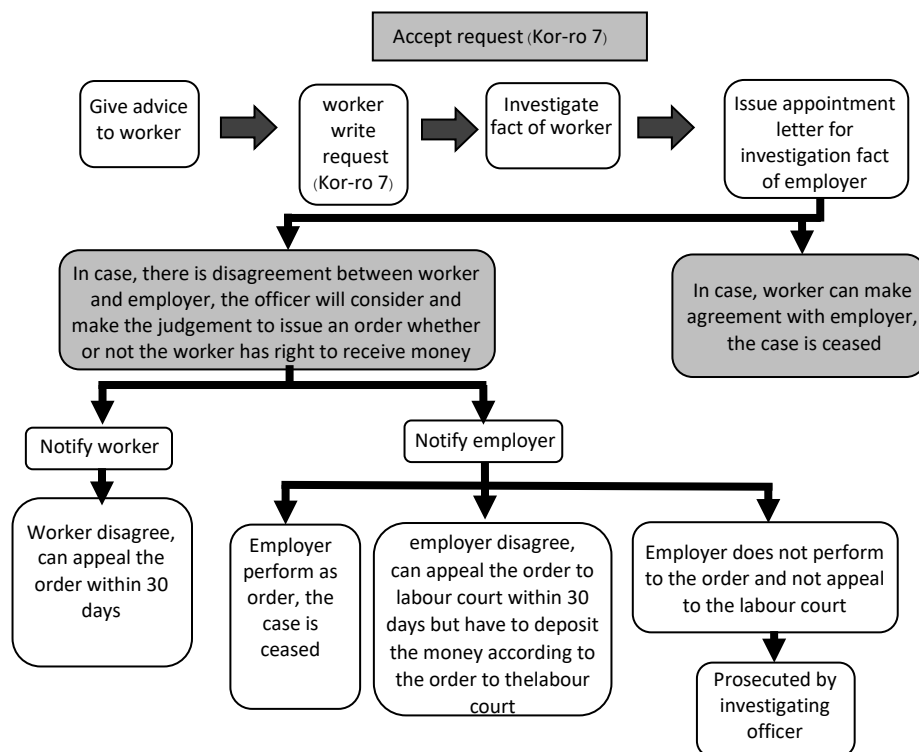 Accept request (Kor-ro 7)
Give advice
to worker
worker
write
request
(Kor-ro 7)
Investigate
fact of worker
Issue appointment
letter for
investigation fact
of employer
In case, there is disagreement between worker
and employer, the officer will consider and
make the judgement to issue an order whether
or not the worker has right to receive money
In case, worker can make
agreement with employer,
the case is ceased
Notify worker
Notify employer
Worker disagree,
can appeal the
order within 30
days
Employer
perform as
order, the
case is
ceased
employer disagree,
can appeal the order to
labour court within 30
days but have to deposit
the money according to
the order to thelabour
court
Employer does not perform
to the order and not appeal
to the labour court
Prosecuted by
investigating
officer